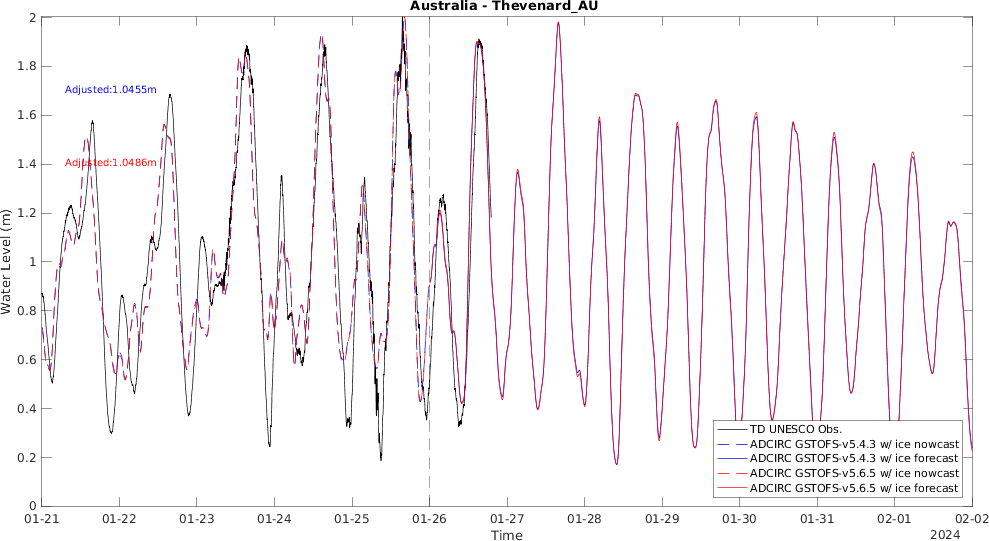 Australia - Thevenard_AU
2
1.8
1.6
1.4
1.2
1
0.8
0.6
0.4
0.2
0
Water Level (m)
Adjusted:1.0455m
Adjusted:1.0486m
TD UNESCO Obs.
ADCIRC GSTOFS-v5.4.3 w/ ice nowcast
ADCIRC GSTOFS-v5.4.3 w/ ice forecast
ADCIRC GSTOFS-v5.6.5 w/ ice nowcast
ADCIRC GSTOFS-v5.6.5 w/ ice forecast
01-21 01-22 01-23 01-24 01-25 01-26 01-27 01-28 01-29 01-30 01-31 02-01 02-02
Time
2024